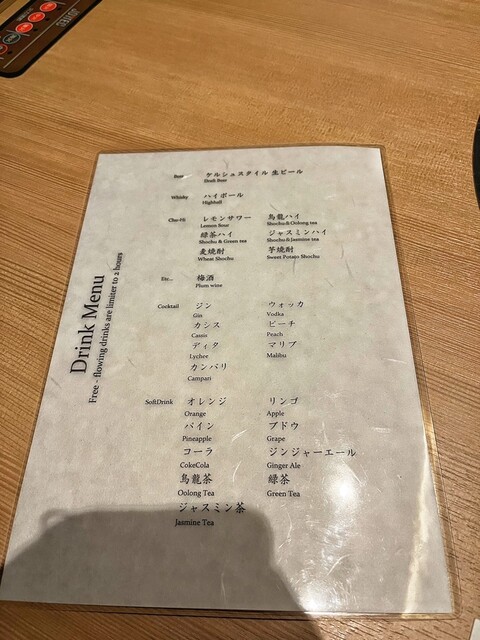 Drink Menu
Free - flowing drinks are limiter to 2 hours
Beer
ケルシュスタイル 生ビール
Draft Beer
Whisky
ハイボール
Highball
Chu-Hi
レモンサワー
Lemon Sour
烏龍ハイ
Shochu&Oolong tea
緑茶ハイ
Shochu & Green tea
ジャスミンハイ
Shochu&Jasmine tea
麦焼酎
Wheat Shochu
芋焼酎
Sweet Potato Shochu
Etc...
梅酒
Plum wine
Cocktail
ジン
Gin
ウォッカ
Vodka
カシス
Cassis
ピーチ
Peach
ディタ
Lychee
マリブ
Malibu
カンパリ
Campari
SoftDrink
オレンジ
Orange
リンゴ
Apple
パイン
Pineapple
ブドウ
Grape
コーラ
CokeCola
ジンジャーエール
Ginger Ale
烏龍茶
Oolong Tea
緑茶
Green Tea
ジャスミン茶
Jasmine Tea